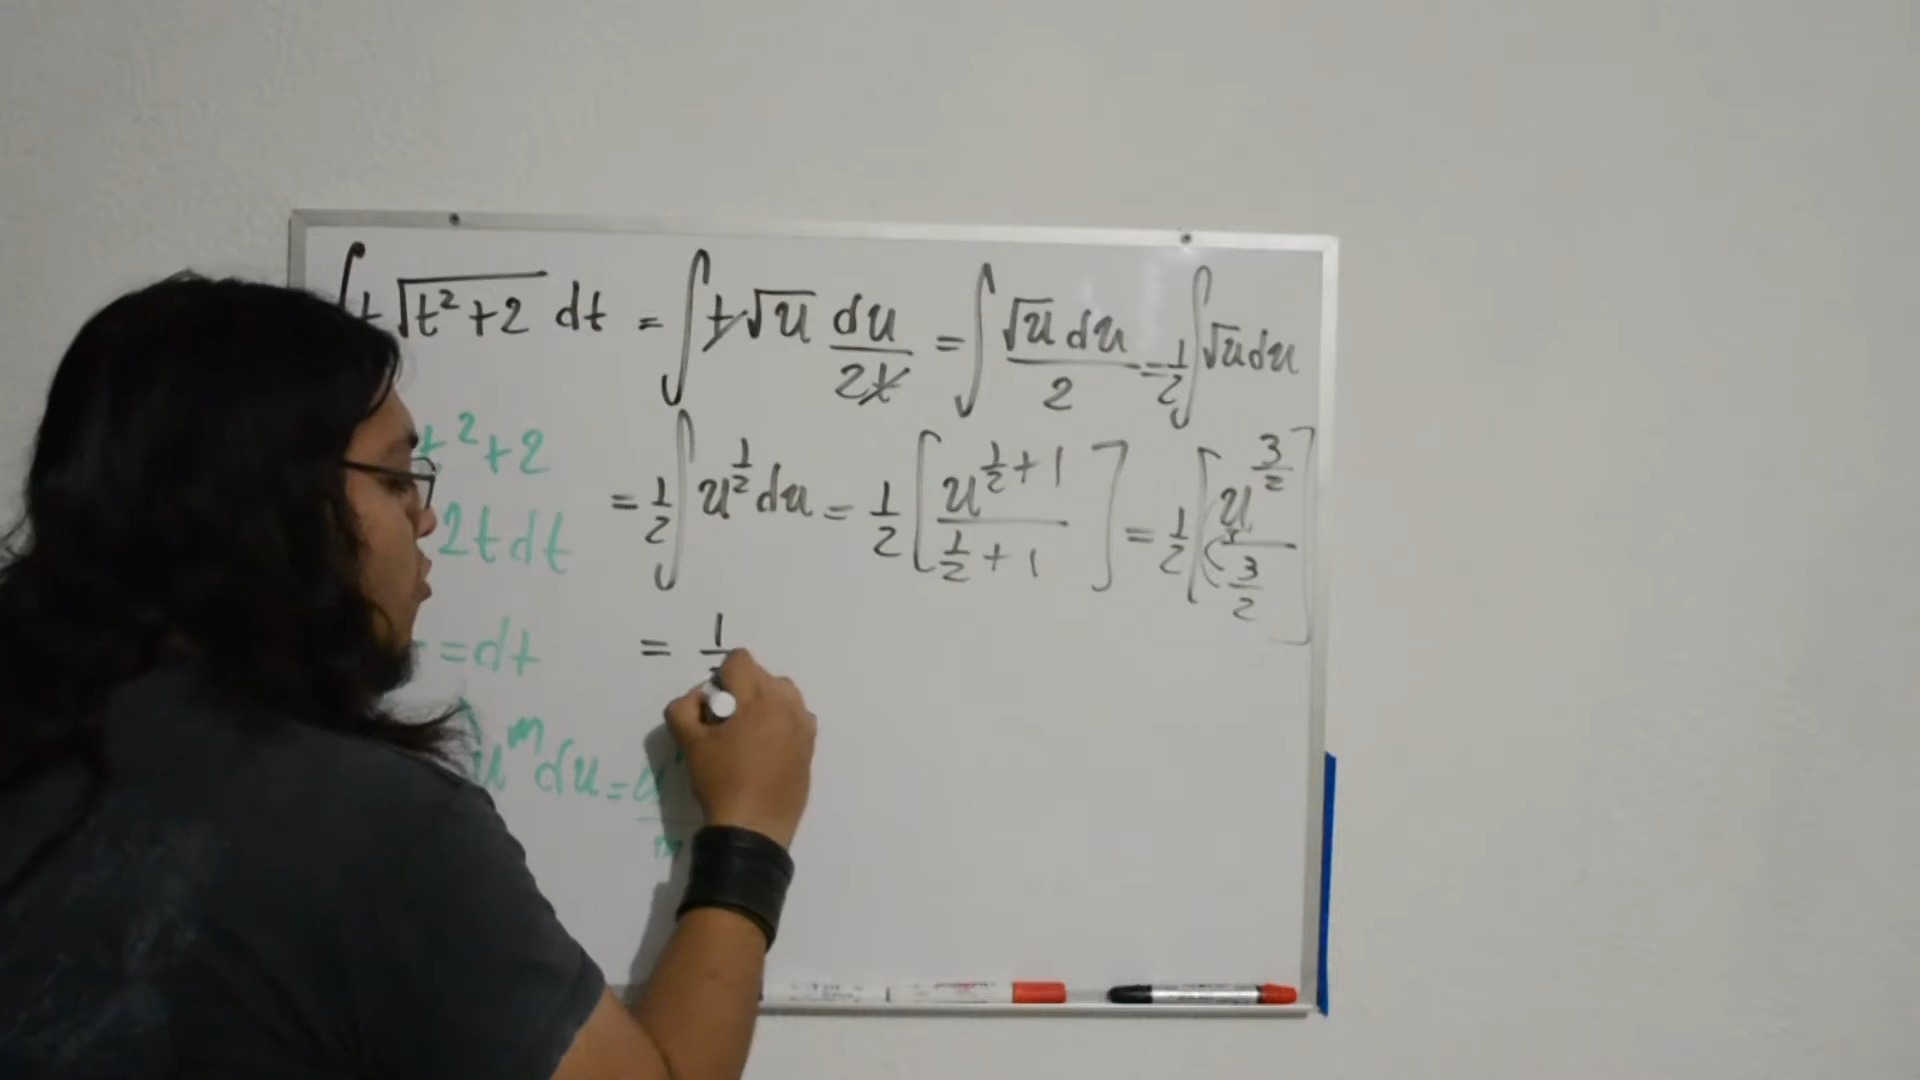 ∫ t √(t²+2) dt = ∫ t √u du/2t = ∫ √u du/2 = 1/2 ∫ √u du
t²+2
= 1/2 ∫ u^(1/2) du = 1/2 [u^(1/2+1)/(1/2+1)] = 1/2 [u^(3/2)/(3/2)]
2t dt
= dt
= 1
u^m du = u
m